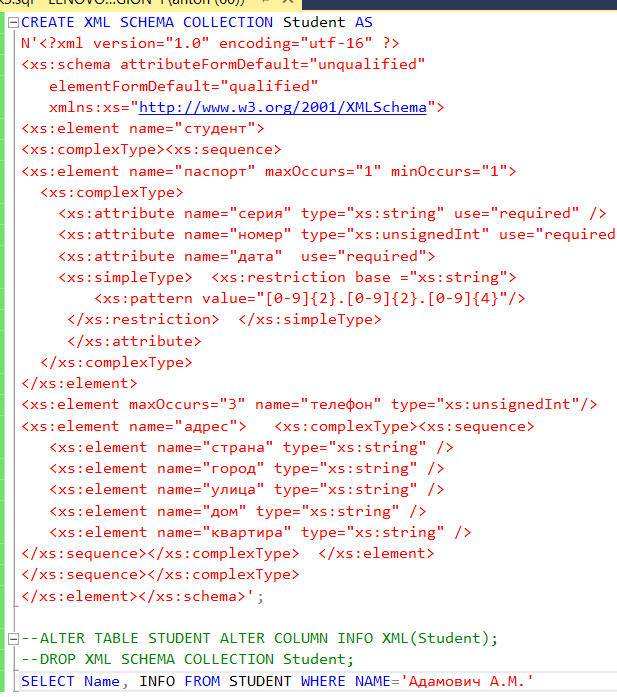 CREATE XML SCHEMA COLLECTION Student AS
N'<?xml version="1.0" encoding="utf-16" ?>
<xs:schema attributeFormDefault="unqualified"
elementFormDefault="qualified"
xmlns:xs="http://www.w3.org/2001/XMLSchema">
<xs:element name="студент">
<xs:complexType><xs:sequence>
<xs:element name="паспорт" maxOccurs="1" minOccurs="1">
<xs:complexType>
<xs:attribute name="серия" type="xs:string" use="required" />
<xs:attribute name="номер" type="xs:unsignedInt" use="required
<xs:attribute name="дата"  use="required">
<xs:simpleType>  <xs:restriction base ="xs:string">
<xs:pattern value="[0-9]{2}.[0-9]{2}.[0-9]{4}"/>
</xs:restriction>  </xs:simpleType>
</xs:attribute>
</xs:complexType>
</xs:element>
<xs:element maxOccurs="3" name="телефон" type="xs:unsignedInt"/>
<xs:element name="адрес">   <xs:complexType><xs:sequence>
<xs:element name="страна" type="xs:string" />
<xs:element name="город" type="xs:string" />
<xs:element name="улица" type="xs:string" />
<xs:element name="дом" type="xs:string" />
<xs:element name="квартира" type="xs:string" />
</xs:sequence></xs:complexType>  </xs:element>
</xs:sequence></xs:complexType>
</xs:element></xs:schema>';
--ALTER TABLE STUDENT ALTER COLUMN INFO XML(Student);
--DROP XML SCHEMA COLLECTION Student;
SELECT Name, INFO FROM STUDENT WHERE NAME='Адамович А.М.'